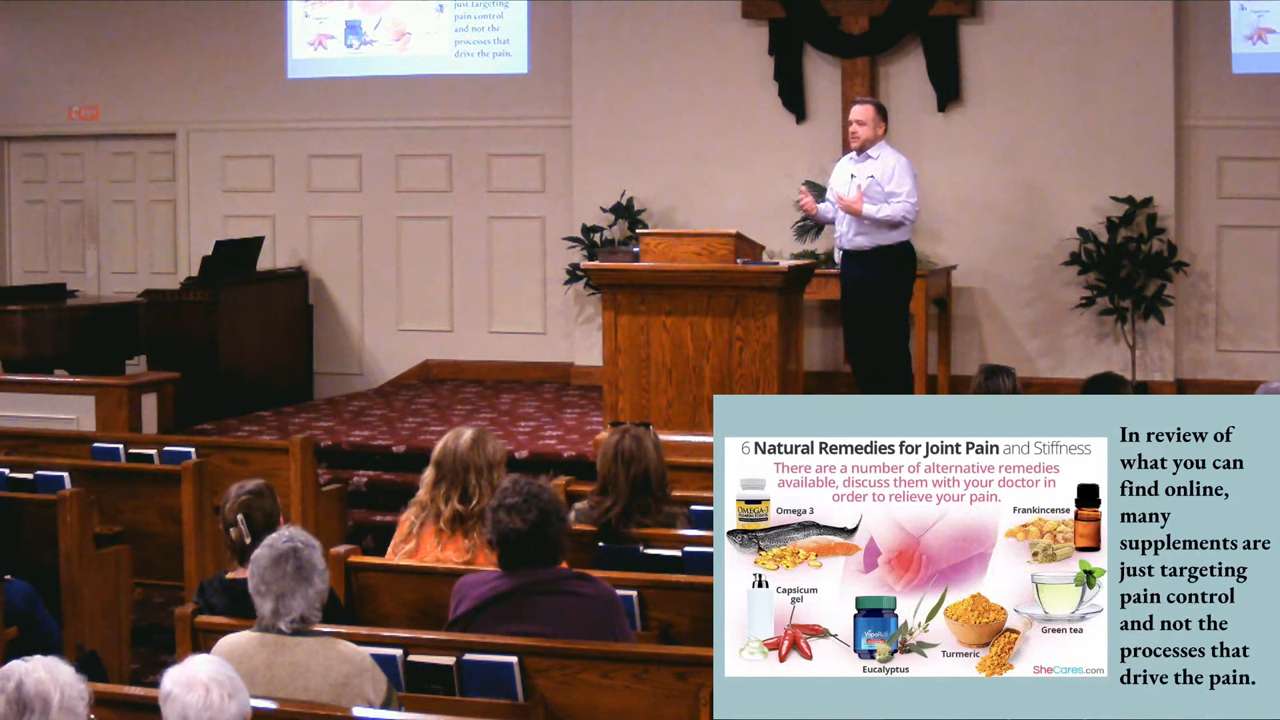 just targeting
pain control
and not the
processes that
drive the pain.
6 Natural Remedies for Joint Pain and Stiffness
There are a number of alternative remedies
available, discuss them with your doctor in
order to relieve your pain.
OMEGA-3
Omega 3
Frankincense
Capsicum
gel
VapoRub
Eucalyptus
Turmeric
Green tea
SheCares.com
In review of
what you can
find online,
many
supplements are
just targeting
pain control
and not the
processes that
drive the pain.